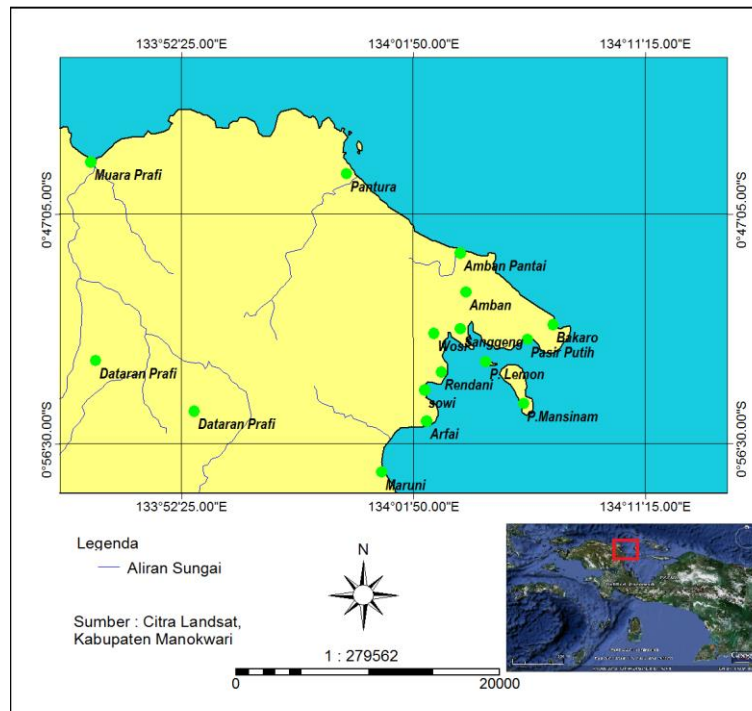 133°52'25.00"E 134°01'50.00"E 134°11'15.00"E
Muara Prafi
Pantura
0°47'05.00"S 0°47'05.00"S
Amban Pantai
Amban
Bakaro
Sanggeng
Wosi
Pasir Putih
Dataran Prafi
P. Lemon
Rendani
sowi
P.Mansinam
Dataran Prafi
Arfai
0°56'30.00"S 0°56'30.00"S
Maruni
133°52'25.00"E 134°01'50.00"E 134°11'15.00"E
Legenda
Aliran Sungai
N
Sumber : Citra Landsat,
Kabupaten Manokwari
1 : 279562
0 20000